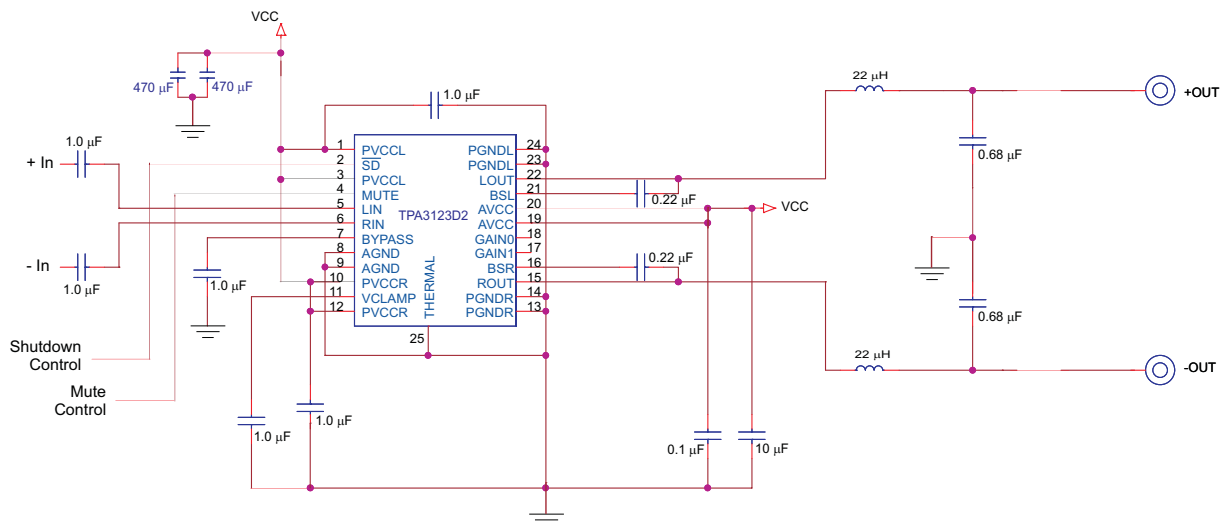 VCC
470 μF
470 μF
1.0 μF
22 μH
+OUT
1.0 μF
+ In
0.68 μF
1 PVCCL PGNDL 24
2 SD PGNDL 23
3 PVCCL LOUT 22
4 MUTE BSL 21
5 LIN AVCC 20
6 RIN AVCC 19
7 BYPASS GAIN0 18
8 AGND GAIN1 17
9 AGND BSR 16
10 PVCCR ROUT 15
11 VCLAMP PGNDR 14
12 PVCCR PGNDR 13
TPA3123D2
THERMAL
25
0.22 μF
VCC
- In
1.0 μF
1.0 μF
0.22 μF
0.68 μF
Shutdown
Control
22 μH
-OUT
Mute
Control
1.0 μF
1.0 μF
0.1 μF
10 μF